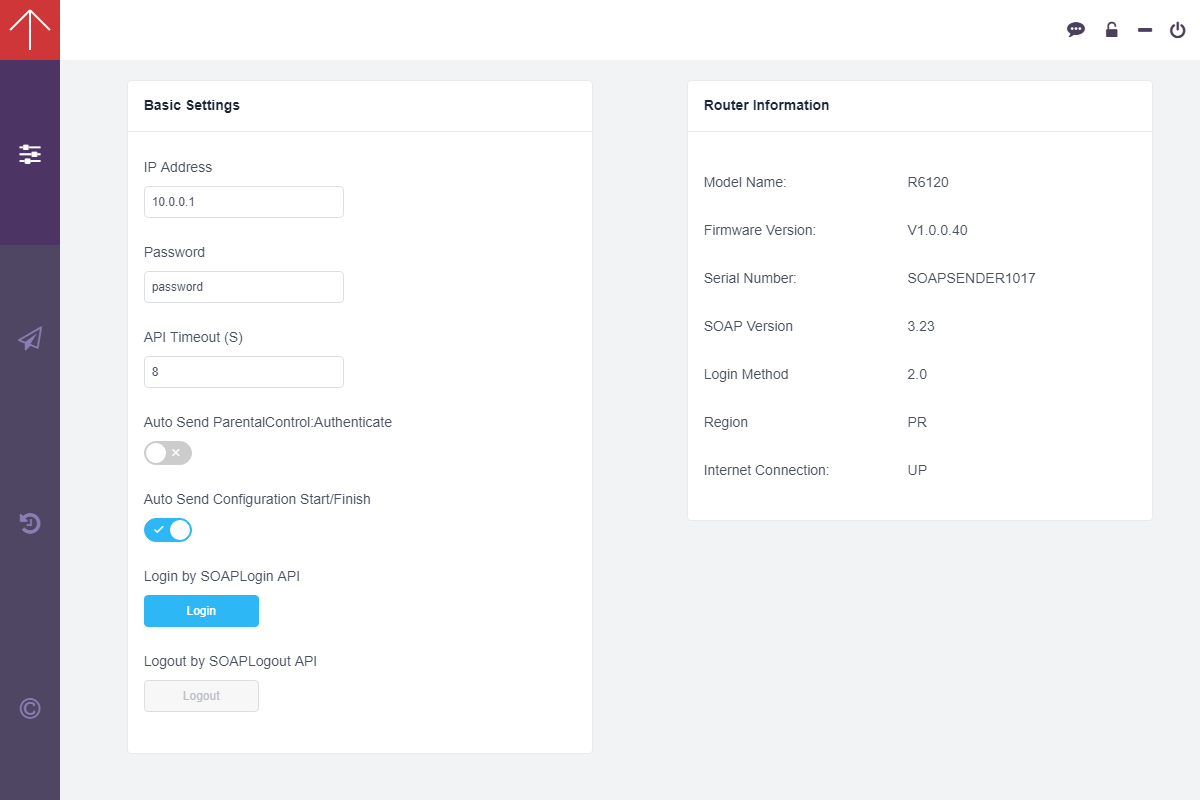 Basic Settings
IP Address
10.0.0.1
Password
password
API Timeout (S)
8
Auto Send ParentalControl:Authenticate
Auto Send Configuration Start/Finish
Login by SOAPLogin API
Login
Logout by SOAPLogout API
Logout
Router Information
Model Name: R6120
Firmware Version: V1.0.0.40
Serial Number: SOAPSENDER1017
SOAP Version 3.23
Login Method 2.0
Region PR
Internet Connection: UP